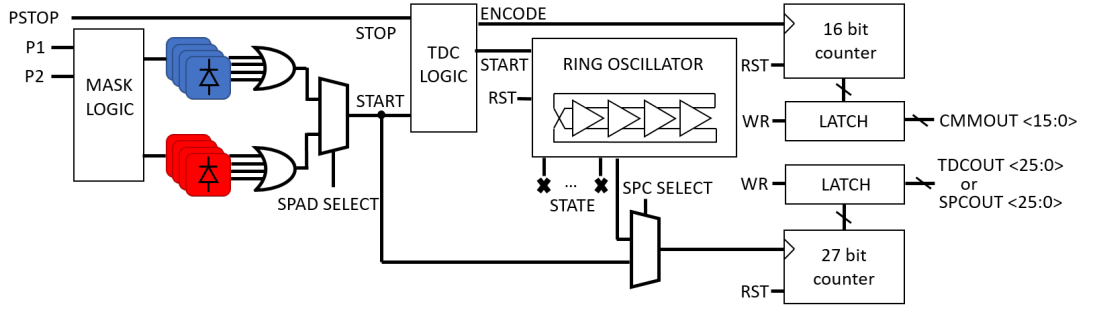 PSTOP
P1
P2
MASK
LOGIC
SPAD SELECT
STOP
START
TDC
LOGIC
ENCODE
START
RST
RING OSCILLATOR
...
STATE
SPC SELECT
16 bit
counter
RST
WR
LATCH
CMMOUT <15:0>
WR
LATCH
TDCOUT <25:0>
or
SPCOUT <25:0>
27 bit
counter
RST